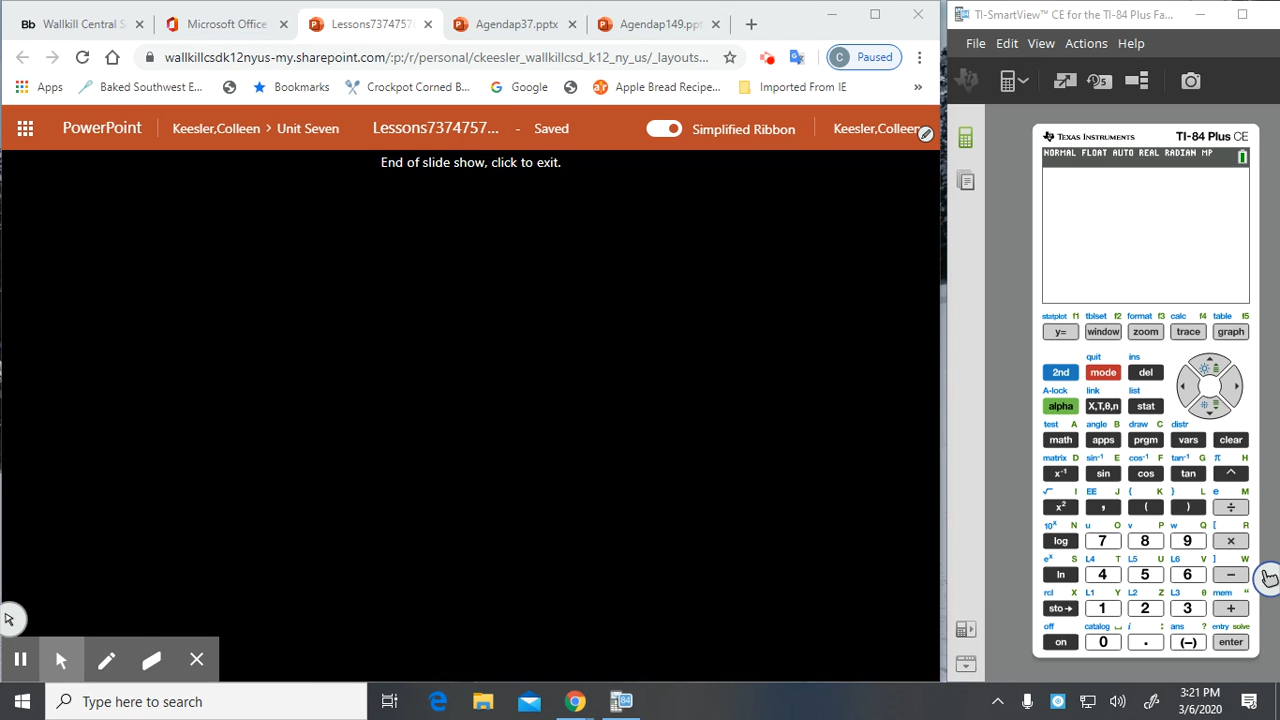 Bb Wallkill Central S
Microsoft Office
Lessons7374757
Agendap37.pptx
Agendap149.pptx
wallkillcsdk12nyus-my.sharepoint.com/:p:/r/personal/ckeesler_wallkillcsd_k12_ny_us/_layouts...
C Paused
Apps
Baked Southwest E...
Bookmarks
Crockpot Corned B...
Google
Apple Bread Recipe...
Imported From IE
»
PowerPoint
Keesler,Colleen > Unit Seven
Lessons7374757... - Saved
Simplified Ribbon
Keesler,Colleen
End of slide show, click to exit.
TI-SmartView™ CE for the TI-84 Plus Fa...
File Edit View Actions Help
TEXAS INSTRUMENTS TI-84 Plus CE
NORMAL FLOAT AUTO REAL RADIAN MP
statplot f1 tblset f2 format f3 calc f4 table f5
y= window zoom trace graph
quit ins
2nd mode del
A-lock link list
alpha X,T,θ,n stat
test A angle B draw C distr
math apps prgm vars clear
matrix D sin⁻¹ E cos⁻¹ F tan⁻¹ G π H
x⁻¹ sin cos tan ^
√ I EE J { K } L e M
x² , ( ) ÷
10ˣ N u O v P w Q [ R
log 7 8 9 ×
eˣ S L4 T L5 U L6 V ] W
ln 4 5 6 −
rcl X L1 Y L2 Z L3 θ mem "
sto→ 1 2 3 +
off catalog ⎵ i : ans ? entry solve
on 0 . (−) enter
Type here to search
84
3:21 PM
3/6/2020